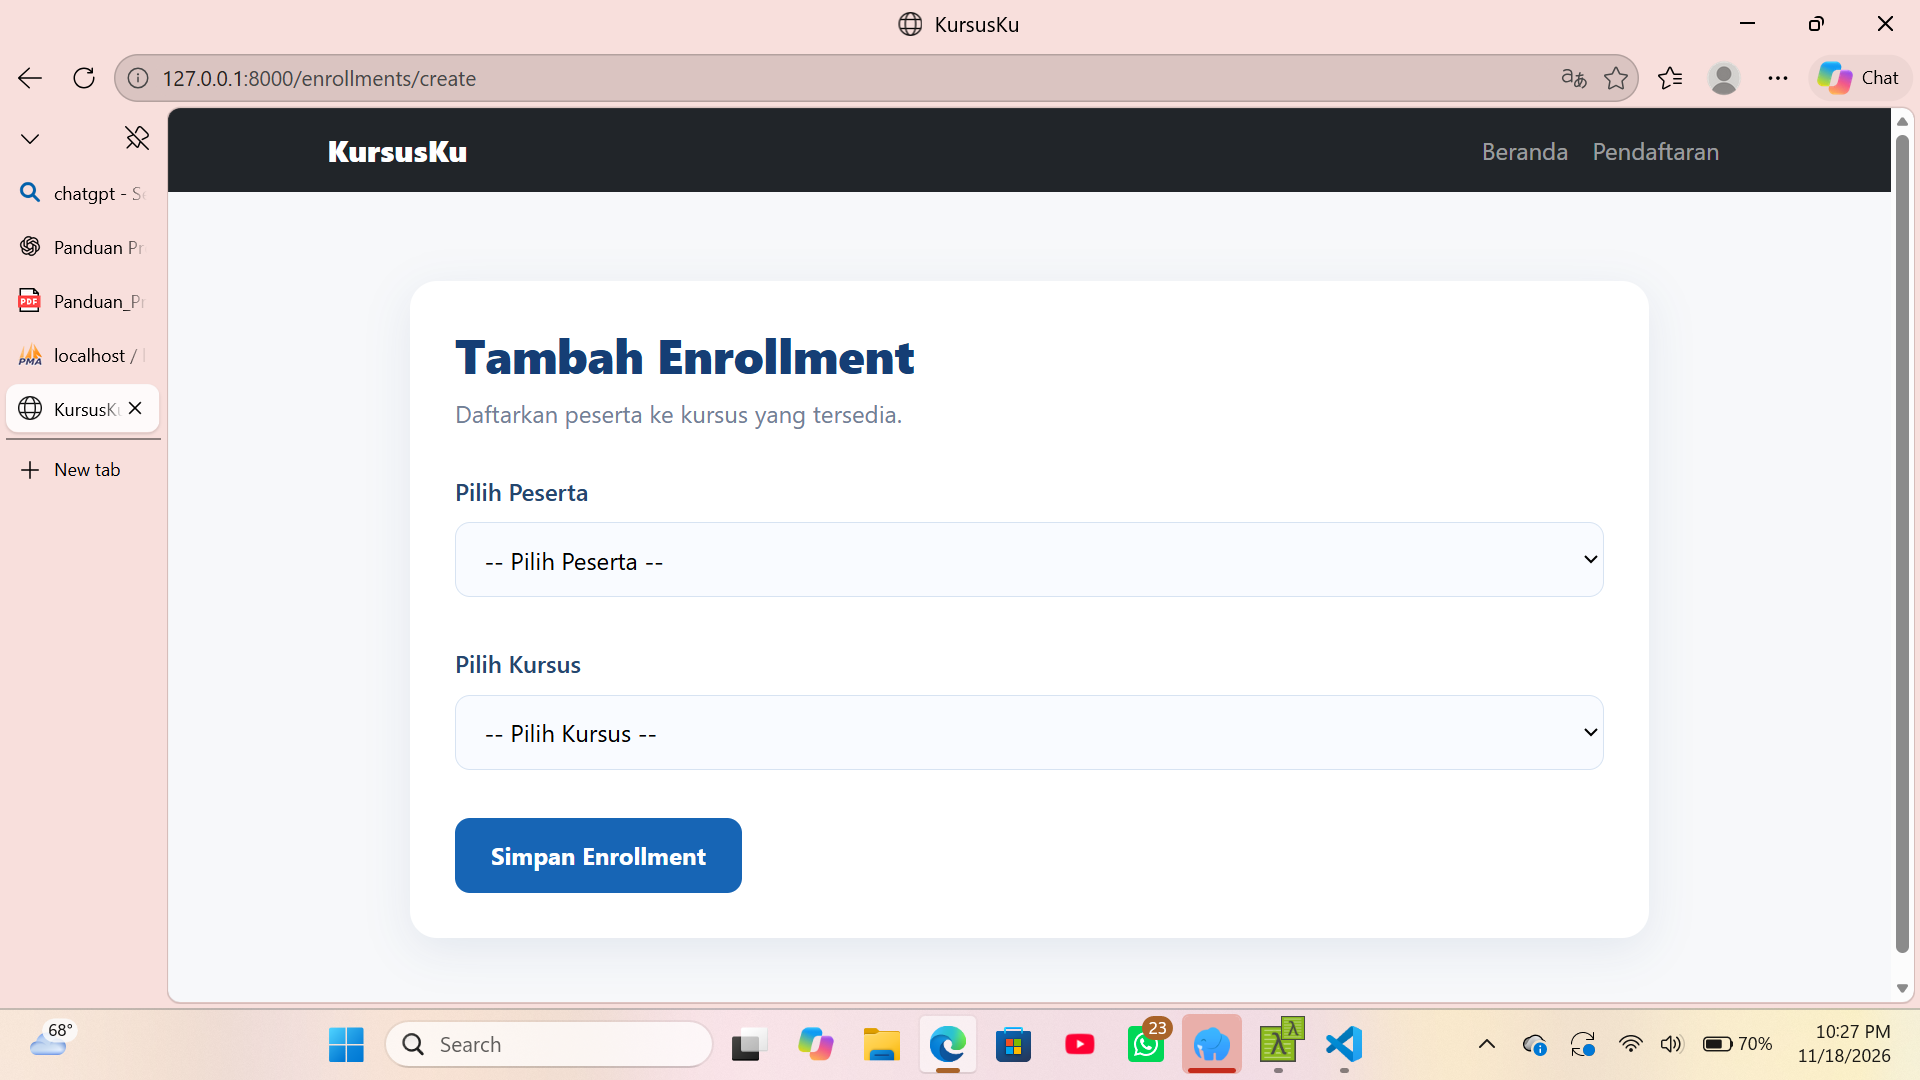 KursusKu
127.0.0.1:8000/enrollments/create
Chat
chatgpt - Se
Panduan Pr
Panduan_Pr
localhost /
KursusKu
New tab
KursusKu
Beranda
Pendaftaran
Tambah Enrollment
Daftarkan peserta ke kursus yang tersedia.
Pilih Peserta
-- Pilih Peserta --
Pilih Kursus
-- Pilih Kursus --
Simpan Enrollment
68°
Search
23
70%
10:27 PM
11/18/2026